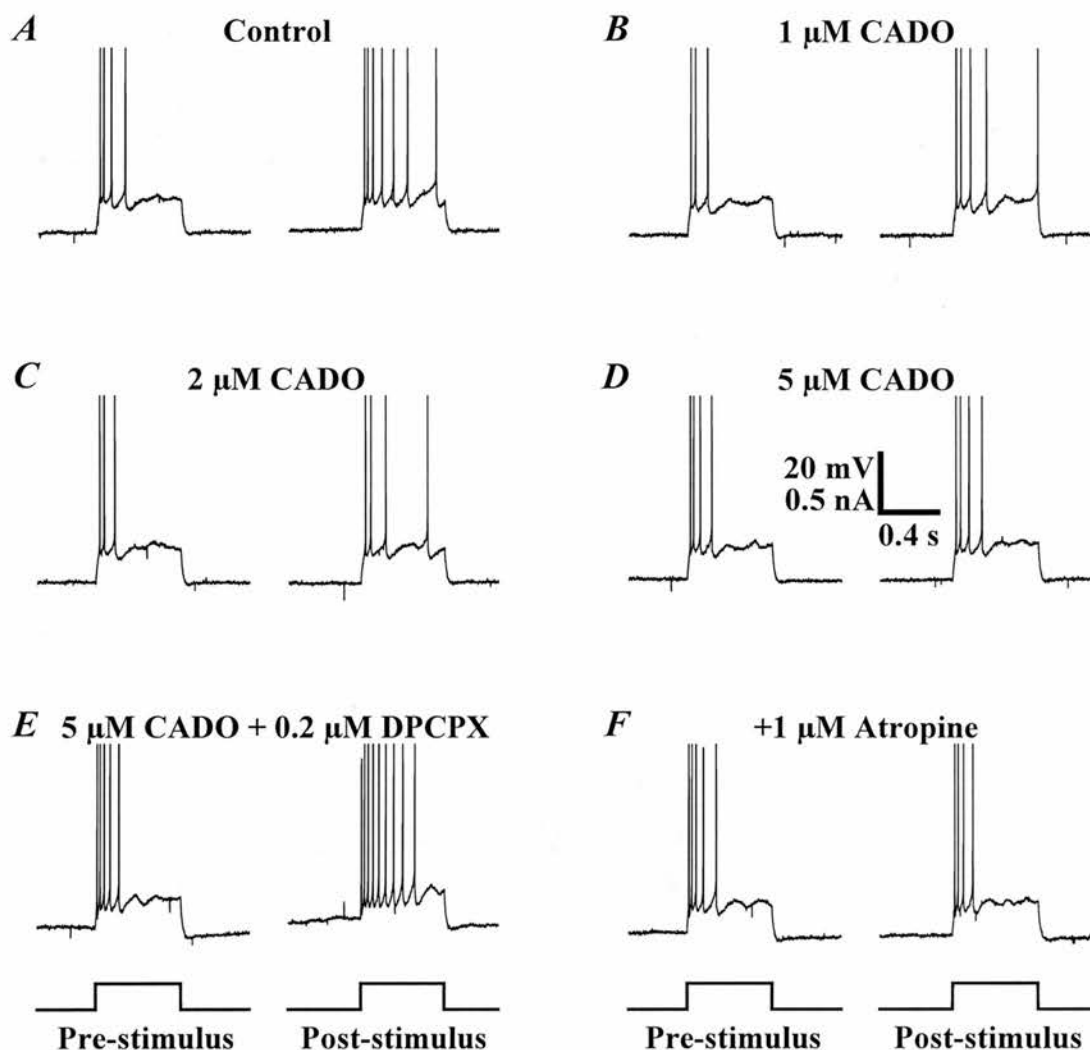 A Control
B 1 μM CADO
C 2 μM CADO
D 5 μM CADO
20 mV
0.5 nA
0.4 s
E 5 μM CADO + 0.2 μM DPCPX
F +1 μM Atropine
Pre-stimulus Post-stimulus Pre-stimulus Post-stimulus